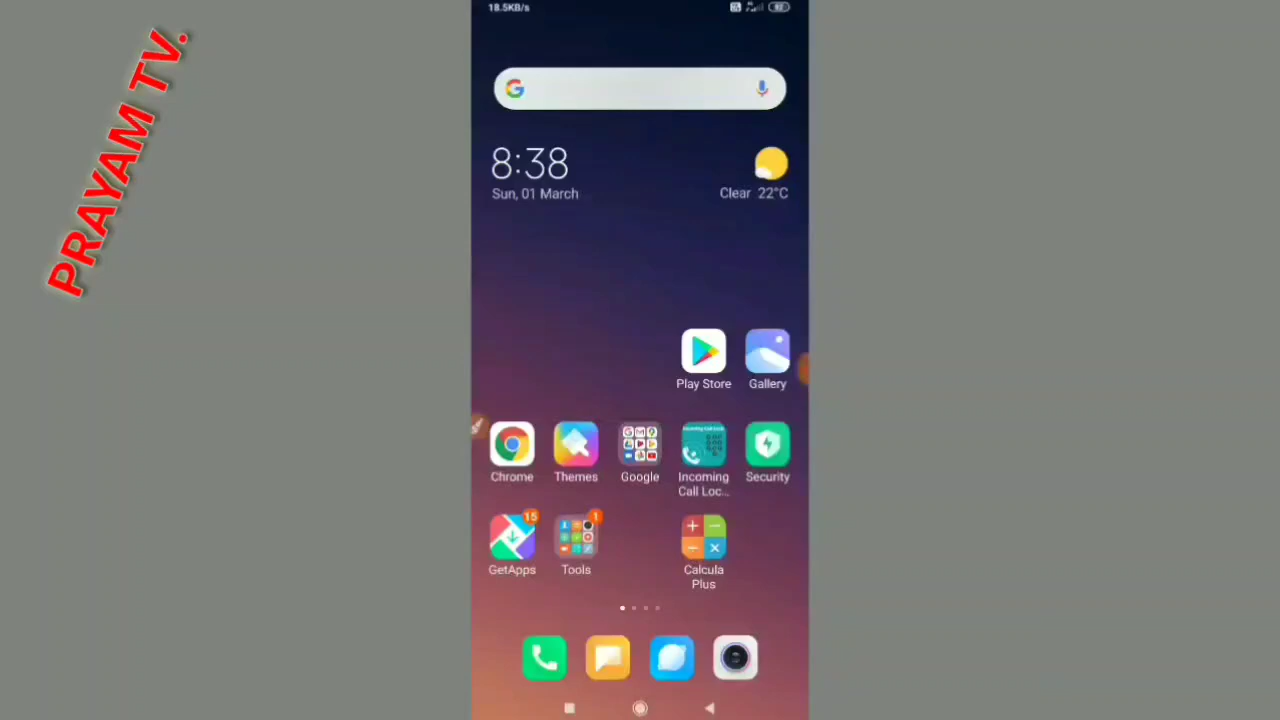 18.5KB/s
92
PRAYAM TV.
8:38
Sun, 01 March
Clear 22°C
Play Store
Gallery
Chrome
Themes
Google
Incoming
Call Loc...
Security
15
GetApps
1
Tools
Calcula
Plus